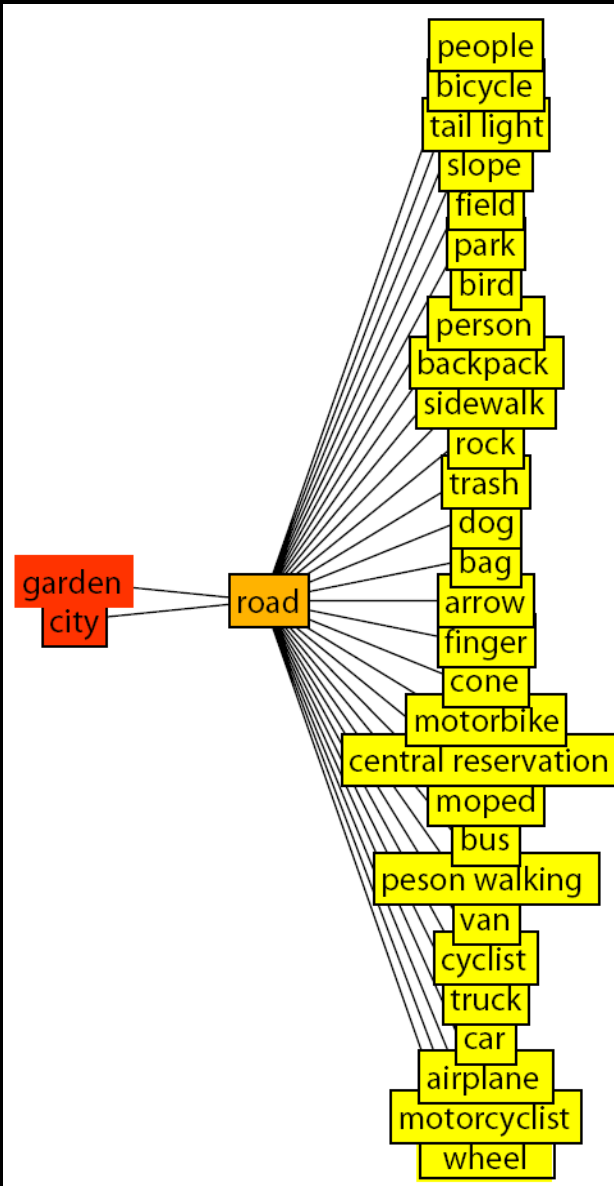 people
bicycle
tail light
slope
field
park
bird
person
backpack
sidewalk
rock
trash
dog
bag
garden
road
arrow
city
finger
cone
motorbike
central reservation
moped
bus
peson walking
van
cyclist
truck
car
airplane
motorcyclist
wheel